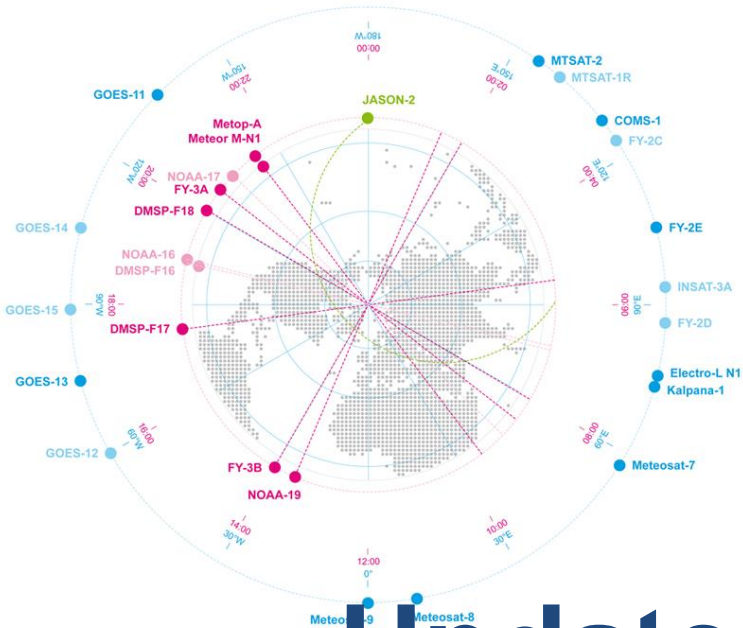 180°W
00:00
150°W
22:00
150°E
02:00
MTSAT-2
MTSAT-1R
GOES-11
JASON-2
COMS-1
FY-2C
Metop-A
Meteor M-N1
120°W
20:00
120°E
04:00
NOAA-17
FY-3A
DMSP-F18
GOES-14
FY-2E
NOAA-16
DMSP-F16
INSAT-3A
GOES-15
90°W
18:00
06:00
90°E
FY-2D
DMSP-F17
GOES-13
Electro-L N1
Kalpana-1
16:00
60°W
08:00
60°E
GOES-12
FY-3B
NOAA-19
Meteosat-7
14:00
30°W
10:00
30°E
12:00
0°
Meteosat-8